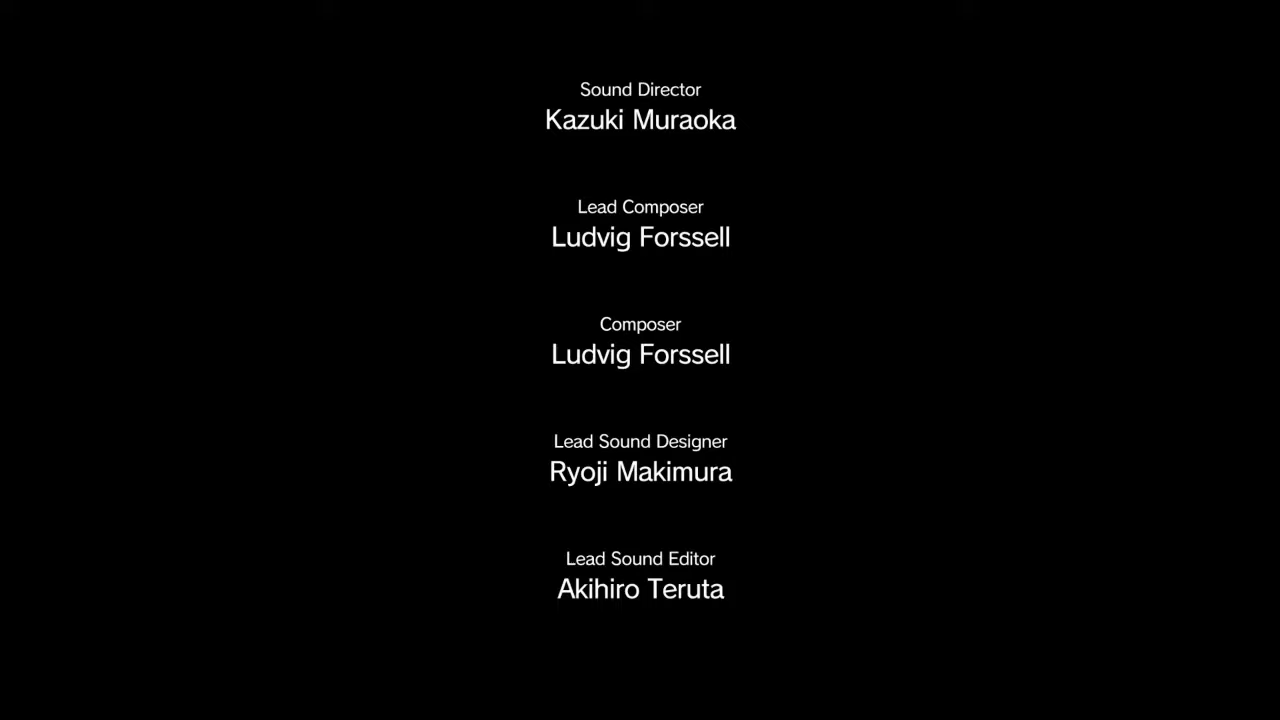 Sound Director
Kazuki Muraoka
Lead Composer
Ludvig Forssell
Composer
Ludvig Forssell
Lead Sound Designer
Ryoji Makimura
Lead Sound Editor
Akihiro Teruta